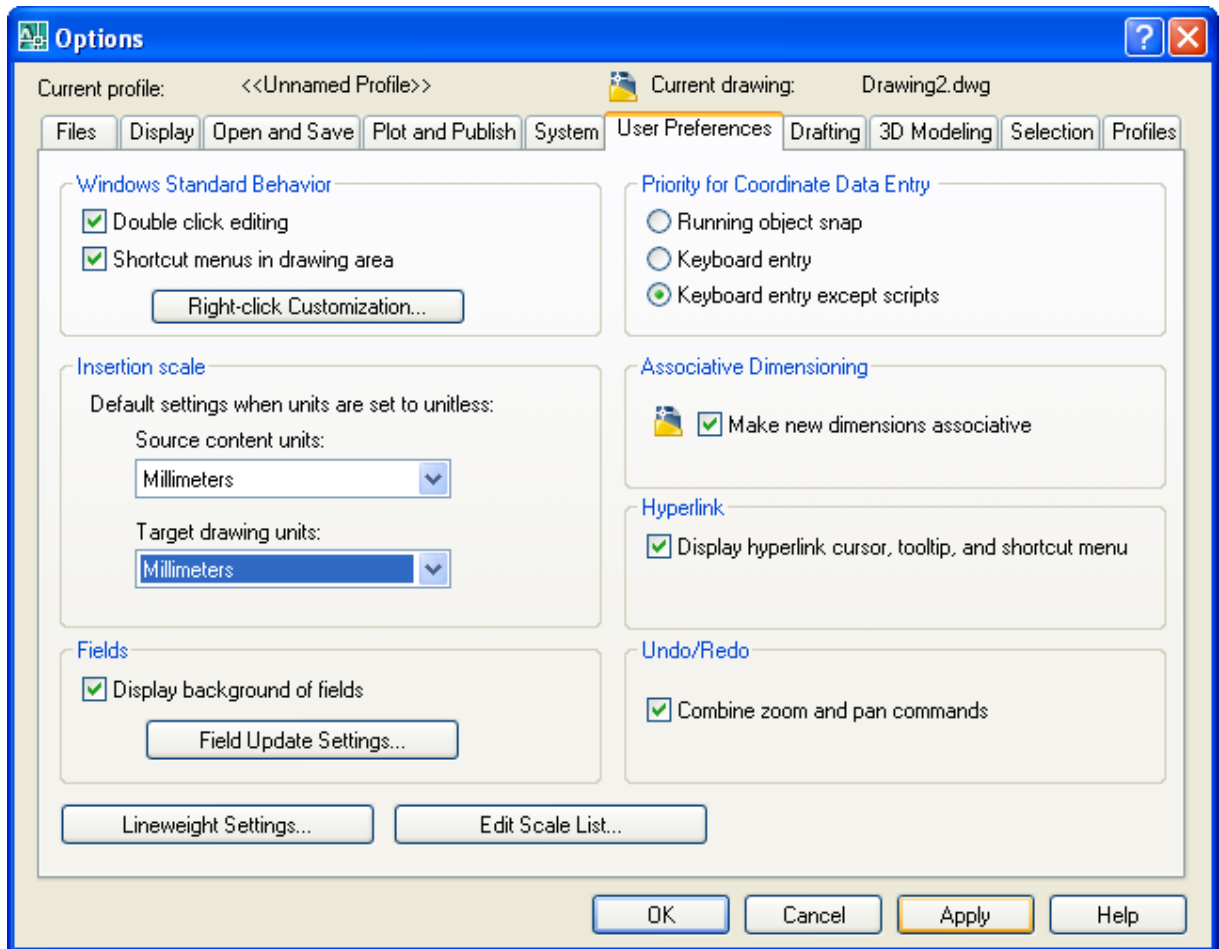 Options
Current profile: <<Unnamed Profile>> Current drawing: Drawing2.dwg
Files Display Open and Save Plot and Publish System User Preferences Drafting 3D Modeling Selection Profiles
Windows Standard Behavior
Double click editing
Shortcut menus in drawing area
Right-click Customization...
Insertion scale
Default settings when units are set to unitless:
Source content units:
Millimeters
Target drawing units:
Millimeters
Fields
Display background of fields
Field Update Settings...
Priority for Coordinate Data Entry
Running object snap
Keyboard entry
Keyboard entry except scripts
Associative Dimensioning
Make new dimensions associative
Hyperlink
Display hyperlink cursor, tooltip, and shortcut menu
Undo/Redo
Combine zoom and pan commands
Lineweight Settings... Edit Scale List...
OK Cancel Apply Help